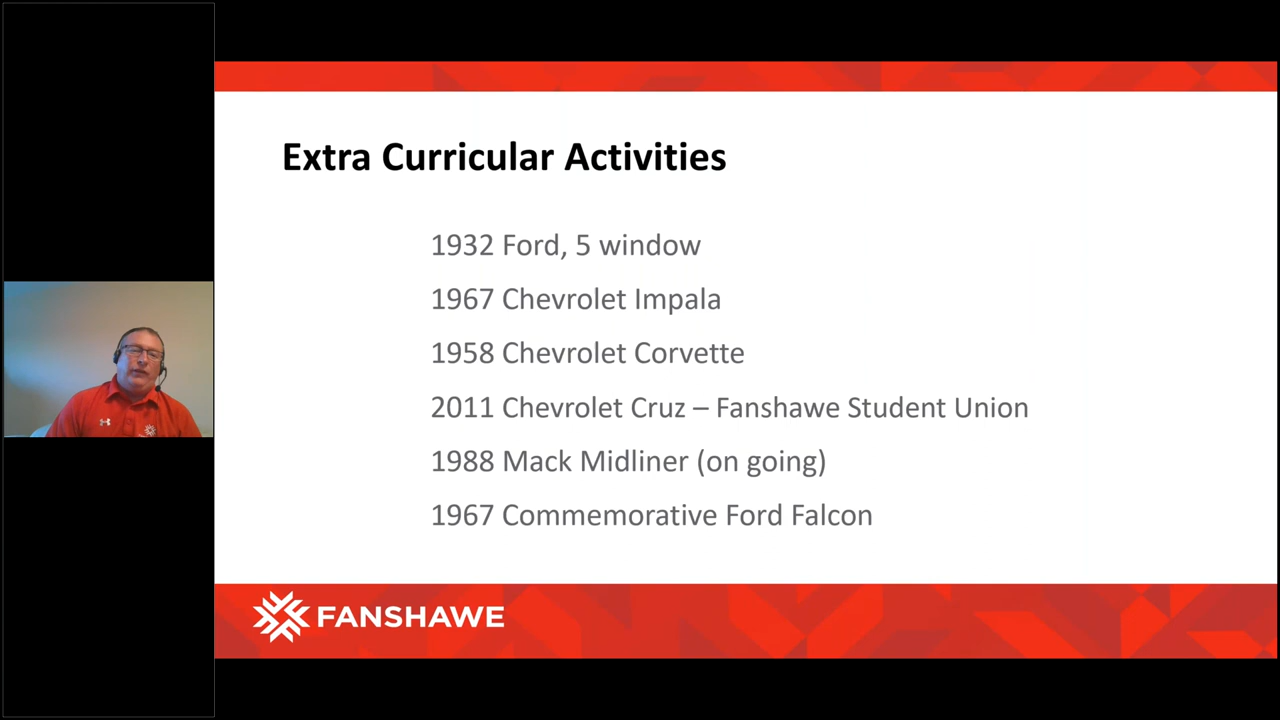 Extra Curricular Activities
1932 Ford, 5 window
1967 Chevrolet Impala
1958 Chevrolet Corvette
2011 Chevrolet Cruz – Fanshawe Student Union
1988 Mack Midliner (on going)
1967 Commemorative Ford Falcon
FANSHAWE